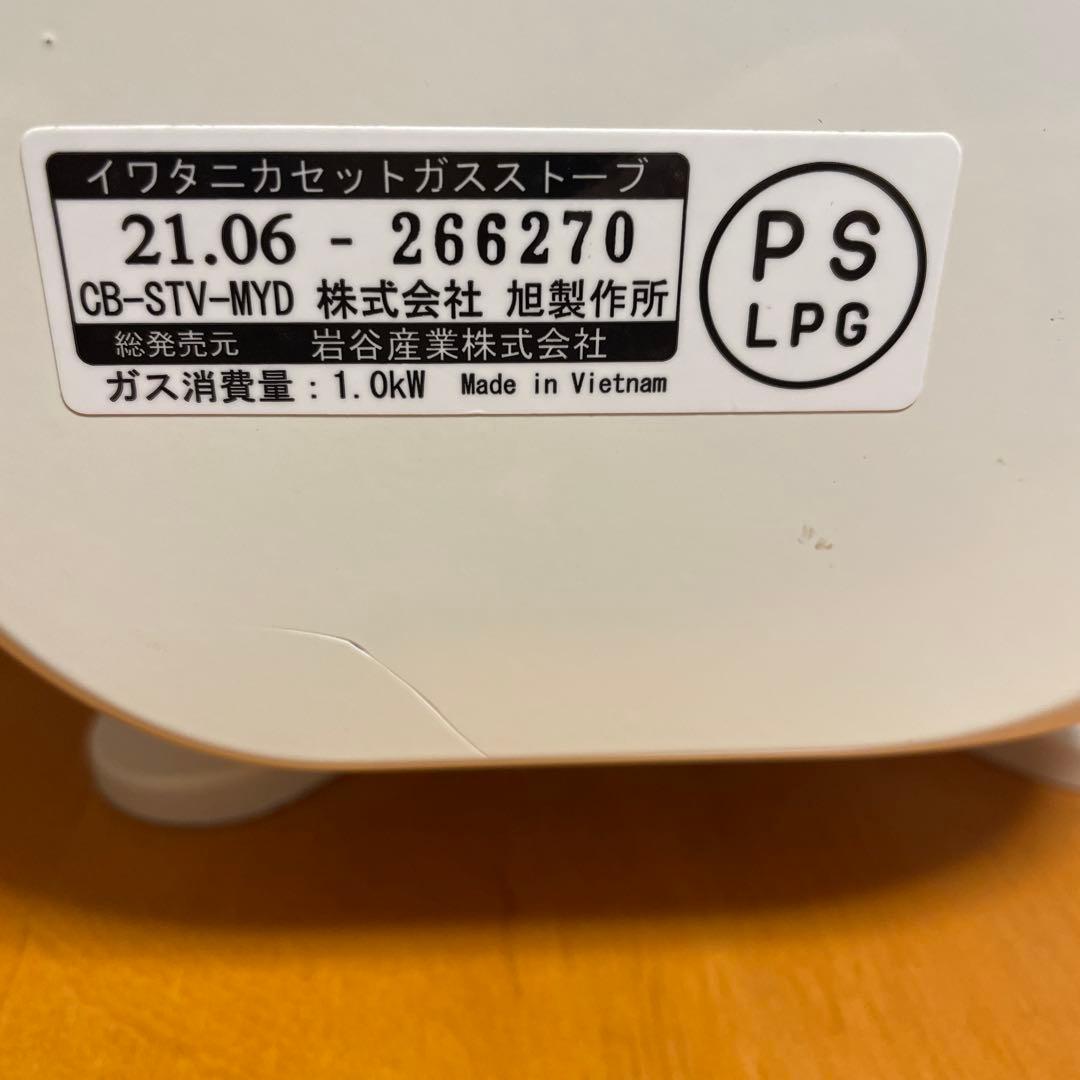 イワタニカセットガスストーブ
21.06 - 266270
CB-STV-MYD 株式会社 旭製作所
総発売元 岩谷産業株式会社
ガス消費量：1.0kW Made in Vietnam
PS
LPG